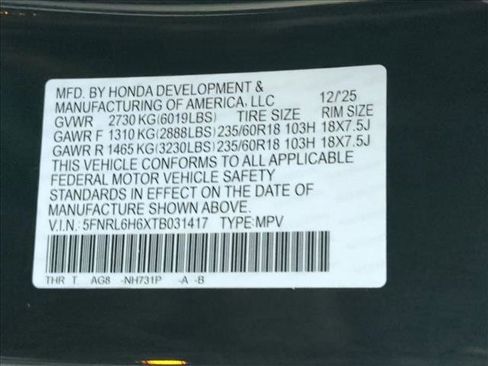 MFD. BY HONDA DEVELOPMENT &
MANUFACTURING OF AMERICA, LLC 12/'25
GVWR 2730 KG(6019LBS) TIRE SIZE RIM SIZE
GAWR F 1310 KG(2888LBS) 235/60R18 103H 18X7.5J
GAWR R 1465 KG(3230LBS) 235/60R18 103H 18X7.5J
THIS VEHICLE CONFORMS TO ALL APPLICABLE
FEDERAL MOTOR VEHICLE SAFETY
STANDARDS IN EFFECT ON THE DATE OF
MANUFACTURE SHOWN ABOVE.
V.I.N.: 5FNRL6H6XTB031417 TYPE:MPV
THR T AG8 -NH731P -A -B